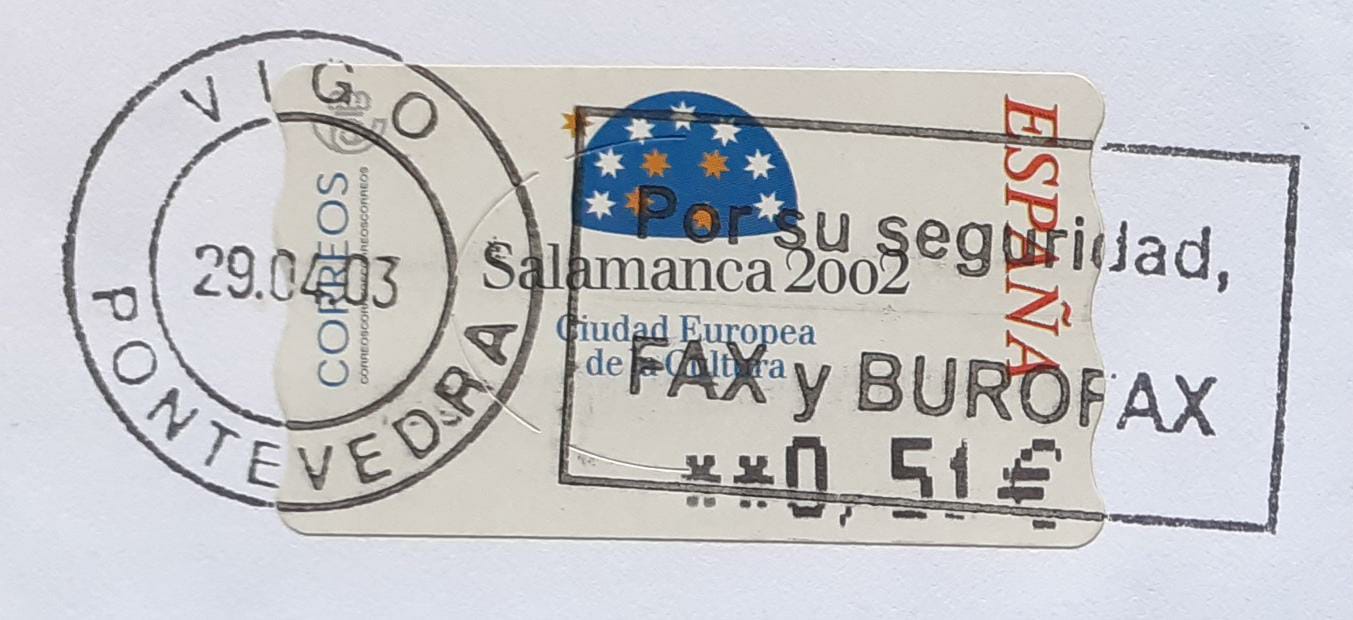 VIGO
29.04.03
PONTEVEDRA
CORREOS
CORREOSCORREOSCORREOSCORREOS
Salamanca 2002
Ciudad Europea
de la Cultura
**0,51€
ESPAÑA
Por su seguridad,
FAX y BUROFAX